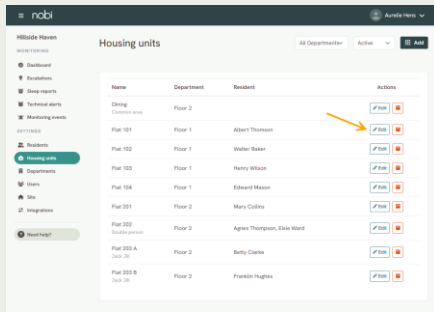 nobi
Aurelie Hens
Hillside Haven
MONITORING
Dashboard
Escalations
Sleep reports
Technical alerts
Monitoring events
SETTINGS
Residents
Housing units
Departments
Users
Site
Integrations
Need help?
Housing units
All Departments
Active
Add
Name Department Resident Actions
Dining Floor 2 Edit
Common area
Flat 101 Floor 1 Albert Thomson Edit
Flat 102 Floor 1 Walter Baker Edit
Flat 103 Floor 1 Henry Wilson Edit
Flat 104 Floor 1 Edward Mason Edit
Flat 201 Floor 2 Mary Collins Edit
Flat 202 Floor 2 Agnes Thompson, Elsie Ward Edit
Double person
Flat 203 A Floor 2 Betty Clarke Edit
Flat 203 B Floor 2 Franklin Hughes Edit